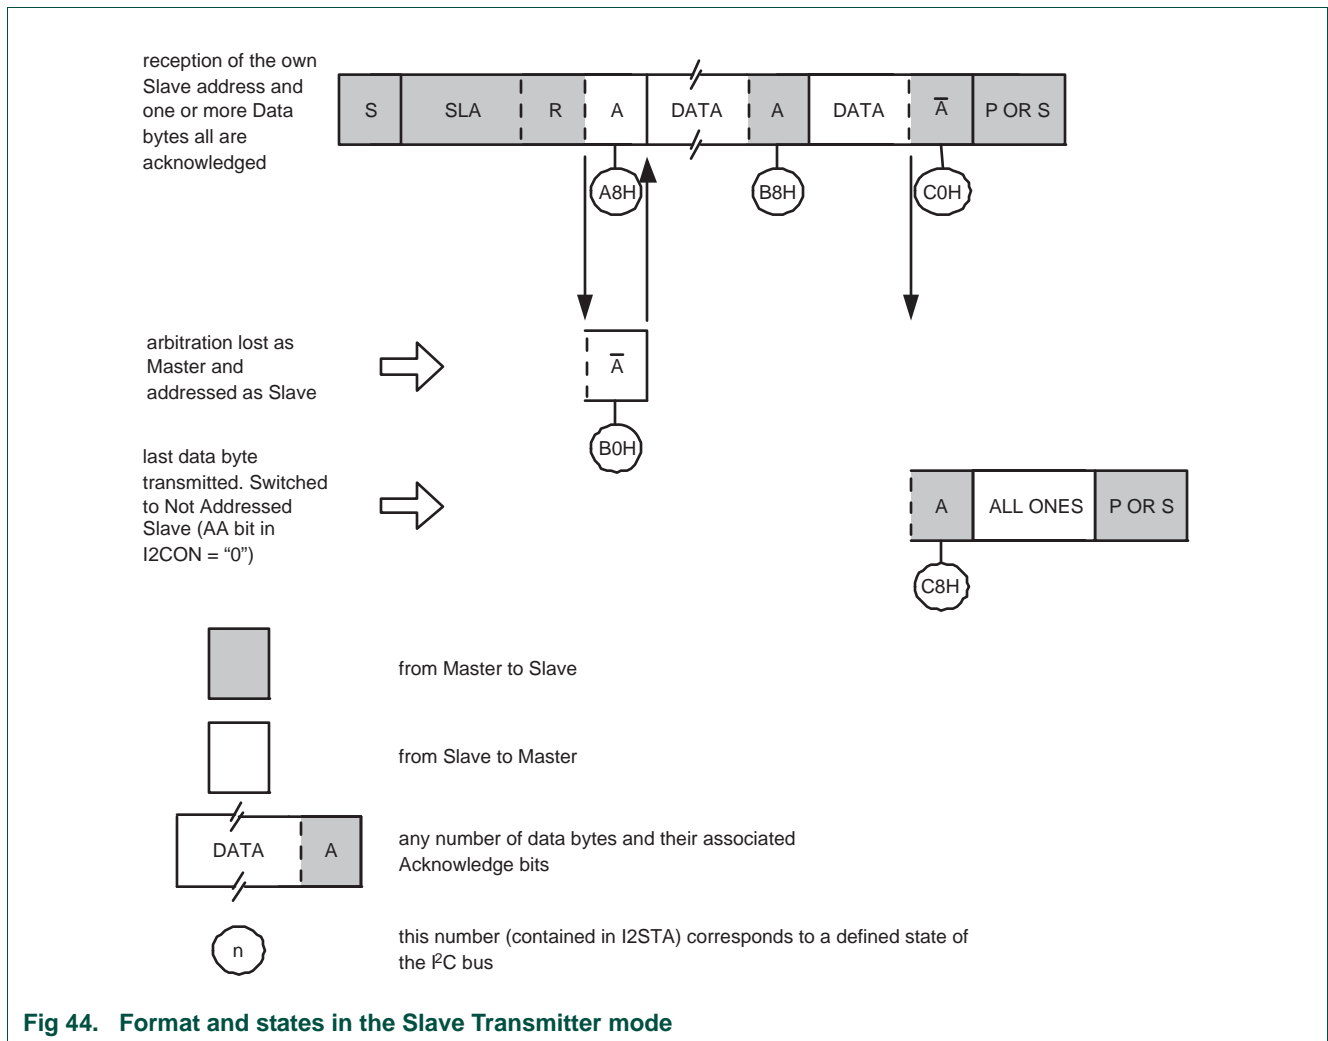 reception of the own
Slave address and
one or more Data
bytes all are
acknowledged
S SLA R A DATA A DATA A̅ P OR S
A8H B8H C0H
arbitration lost as
Master and
addressed as Slave
A̅
B0H
last data byte
transmitted. Switched
to Not Addressed
Slave (AA bit in
I2CON = “0”)
A ALL ONES P OR S
C8H
from Master to Slave
from Slave to Master
DATA A
any number of data bytes and their associated
Acknowledge bits
n
this number (contained in I2STA) corresponds to a defined state of
the I²C bus
Fig 44. Format and states in the Slave Transmitter mode